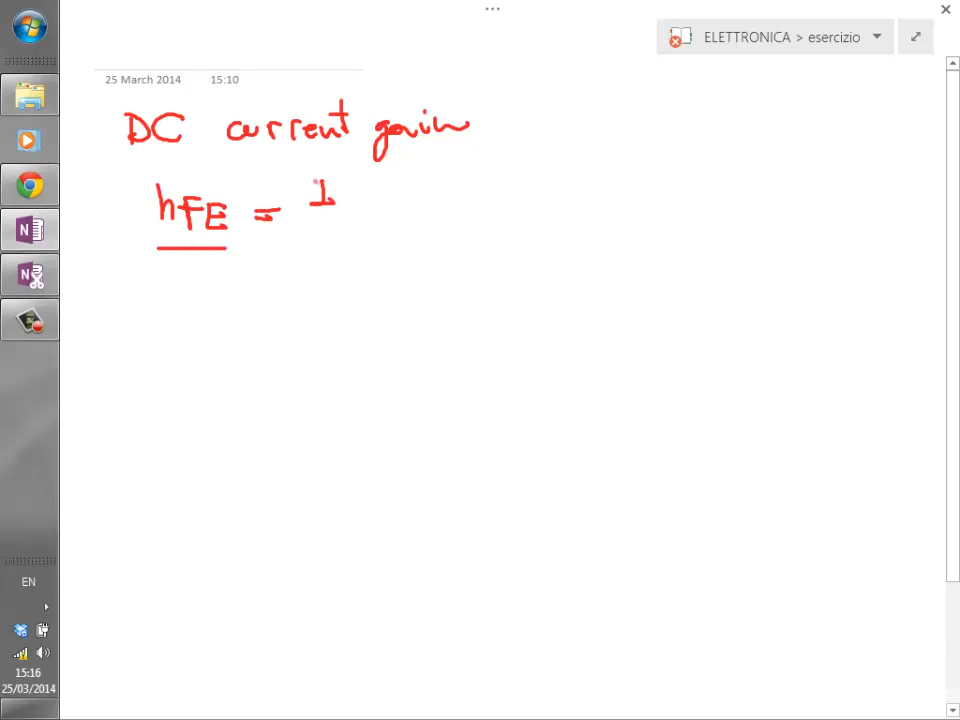 ELETTRONICA > esercizio
25 March 2014 15:10
DC current gain
hFE =
EN
15:16
25/03/2014